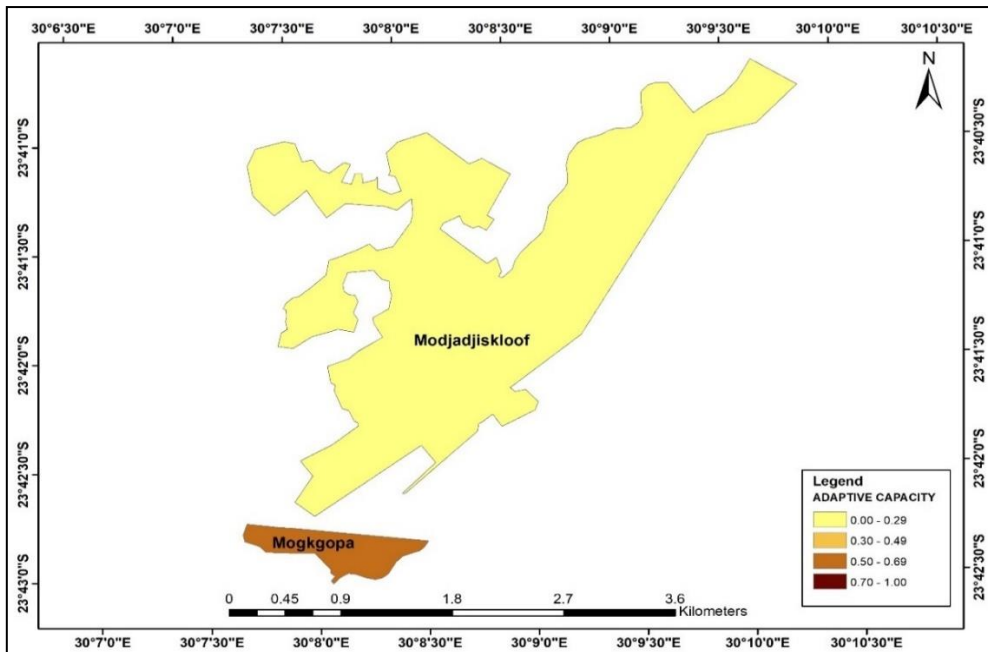 30°6'30"E 30°7'0"E 30°7'30"E 30°8'0"E 30°8'30"E 30°9'0"E 30°9'30"E 30°10'0"E 30°10'30"E
N
23°41'0"S
23°41'30"S
23°42'0"S
23°42'30"S
23°43'0"S
23°40'30"S
23°41'0"S
23°41'30"S
23°42'0"S
23°42'30"S
Modjadjiskloof
Mogkgopa
Legend
ADAPTIVE CAPACITY
0.00 - 0.29
0.30 - 0.49
0.50 - 0.69
0.70 - 1.00
0 0.45 0.9 1.8 2.7 3.6
Kilometers
30°7'0"E 30°7'30"E 30°8'0"E 30°8'30"E 30°9'0"E 30°9'30"E 30°10'0"E 30°10'30"E